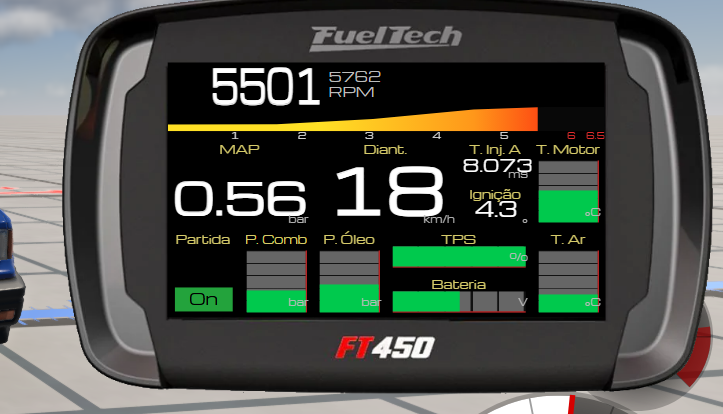 FuelTech
5501 5762
RPM
1 2 3 4 5 6 6.5
MAP Diant. T. Inj. A T. Motor
8.073 ms
0.56 bar 18 km/h Ignição 4.3 ° °C
Partida P. Comb P. Óleo TPS T. Ar
%
Bateria
On bar bar V °C
FT450